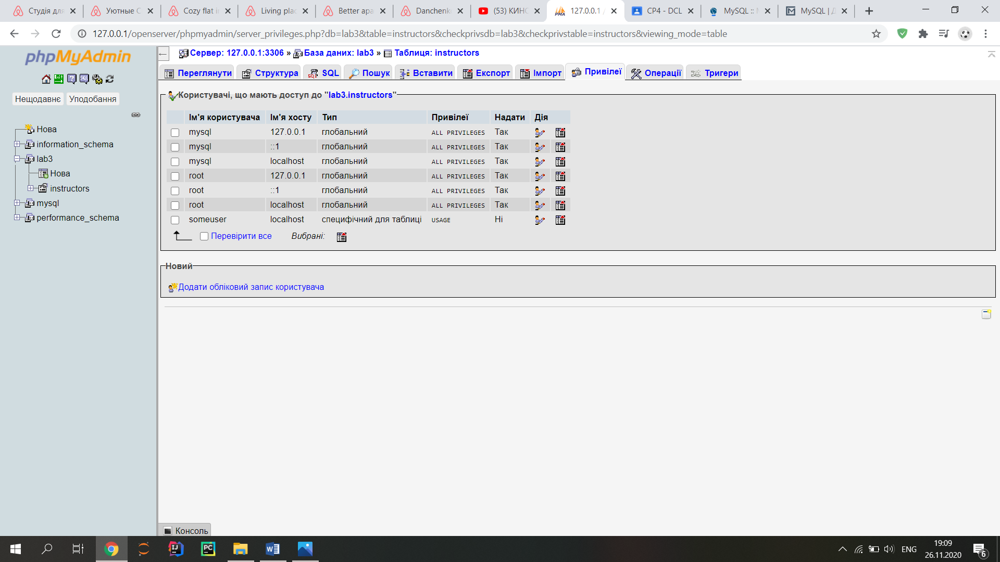 Студія для
Уютные С
Cozy flat i
Living pla
Better apa
Danchenk
(53) КИНО
127.0.0.1 /
CP4 - DCL
MySQL ::
MySQL | Д
127.0.0.1/openserver/phpmyadmin/server_privileges.php?db=lab3&table=instructors&checkprivsdb=lab3&checkprivstable=instructors&viewing_mode=table
phpMyAdmin
Нещодавнє Уподобання
Нова
information_schema
lab3
Нова
instructors
mysql
performance_schema
Сервер: 127.0.0.1:3306 » База даних: lab3 » Таблиця: instructors
Переглянути Структура SQL Пошук Вставити Експорт Імпорт Привілеї Операції Тригери
Користувачі, що мають доступ до "lab3.instructors"
Ім'я користувача Ім'я хосту Тип Привілеї Надати Дія
mysql 127.0.0.1 глобальний ALL PRIVILEGES Так
mysql ::1 глобальний ALL PRIVILEGES Так
mysql localhost глобальний ALL PRIVILEGES Так
root 127.0.0.1 глобальний ALL PRIVILEGES Так
root ::1 глобальний ALL PRIVILEGES Так
root localhost глобальний ALL PRIVILEGES Так
someuser localhost специфічний для таблиці USAGE Ні
Перевірити все Вибрані:
Новий
Додати обліковий запис користувача
Консоль
ENG
19:09
26.11.2020
6